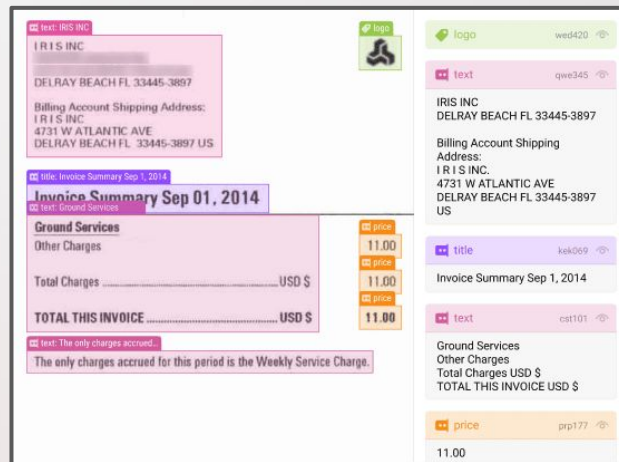 text: IRIS INC
I R I S INC
DELRAY BEACH FL 33445-3897
Billing Account Shipping Address:
I R I S INC
4731 W ATLANTIC AVE
DELRAY BEACH FL 33445-3897 US
logo
title: Invoice Summary Sep 1, 2014
Invoice Summary Sep 01, 2014
text: Ground Services
Ground Services
price
Other Charges 11.00
price
Total Charges ................ USD $ 11.00
price
TOTAL THIS INVOICE ................ USD $ 11.00
text: The only charges accrued...
The only charges accrued for this period is the Weekly Service Charge.
logo wed420
text qwe345
IRIS INC
DELRAY BEACH FL 33445-3897
Billing Account Shipping
Address:
I R I S INC.
4731 W ATLANTIC AVE
DELRAY BEACH FL 33445-3897
US
title kek069
Invoice Summary Sep 1, 2014
text cst101
Ground Services
Other Charges
Total Charges USD $
TOTAL THIS INVOICE USD $
price prp177
11.00